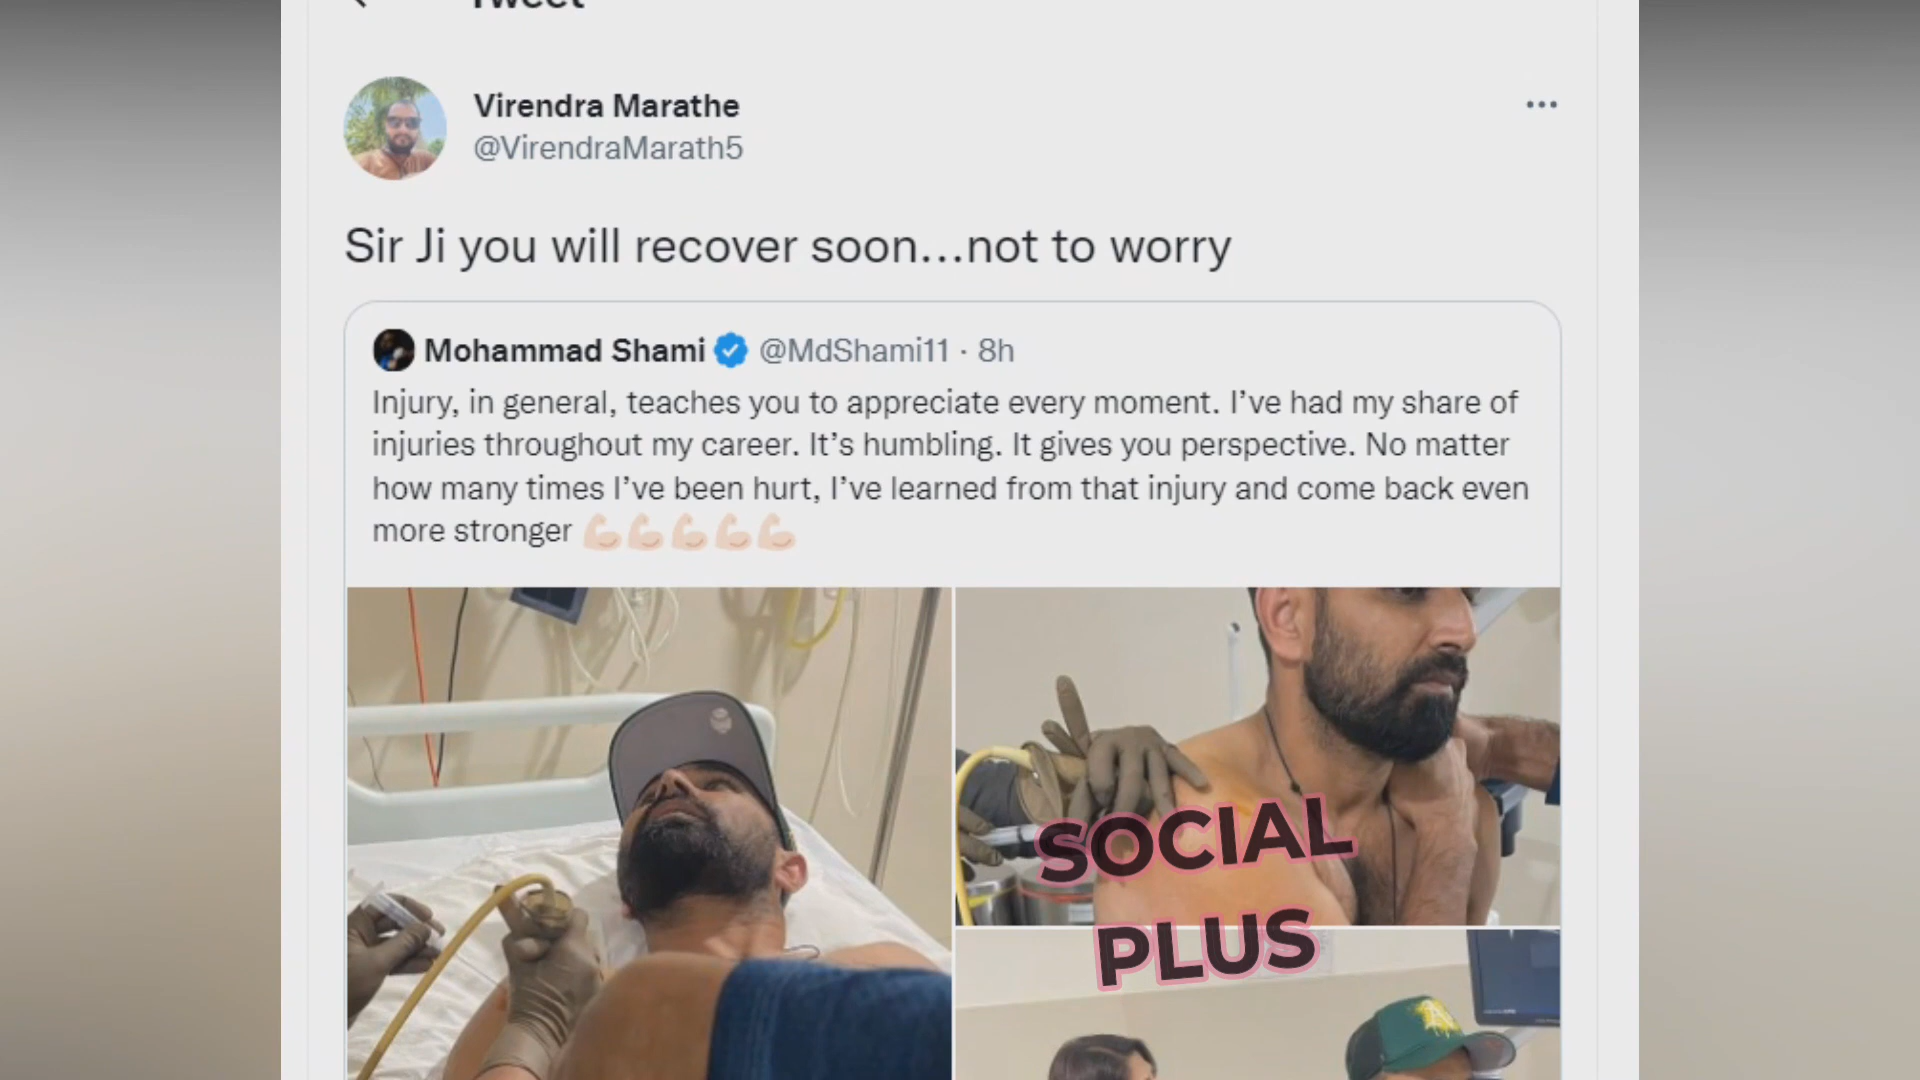 Tweet
Virendra Marathe
@VirendraMarath5
Sir Ji you will recover soon...not to worry
Mohammad Shami @MdShami11 · 8h
Injury, in general, teaches you to appreciate every moment. I’ve had my share of
injuries throughout my career. It’s humbling. It gives you perspective. No matter
how many times I’ve been hurt, I’ve learned from that injury and come back even
more stronger 💪🏻💪🏻💪🏻💪🏻💪🏻
SOCIAL
PLUS